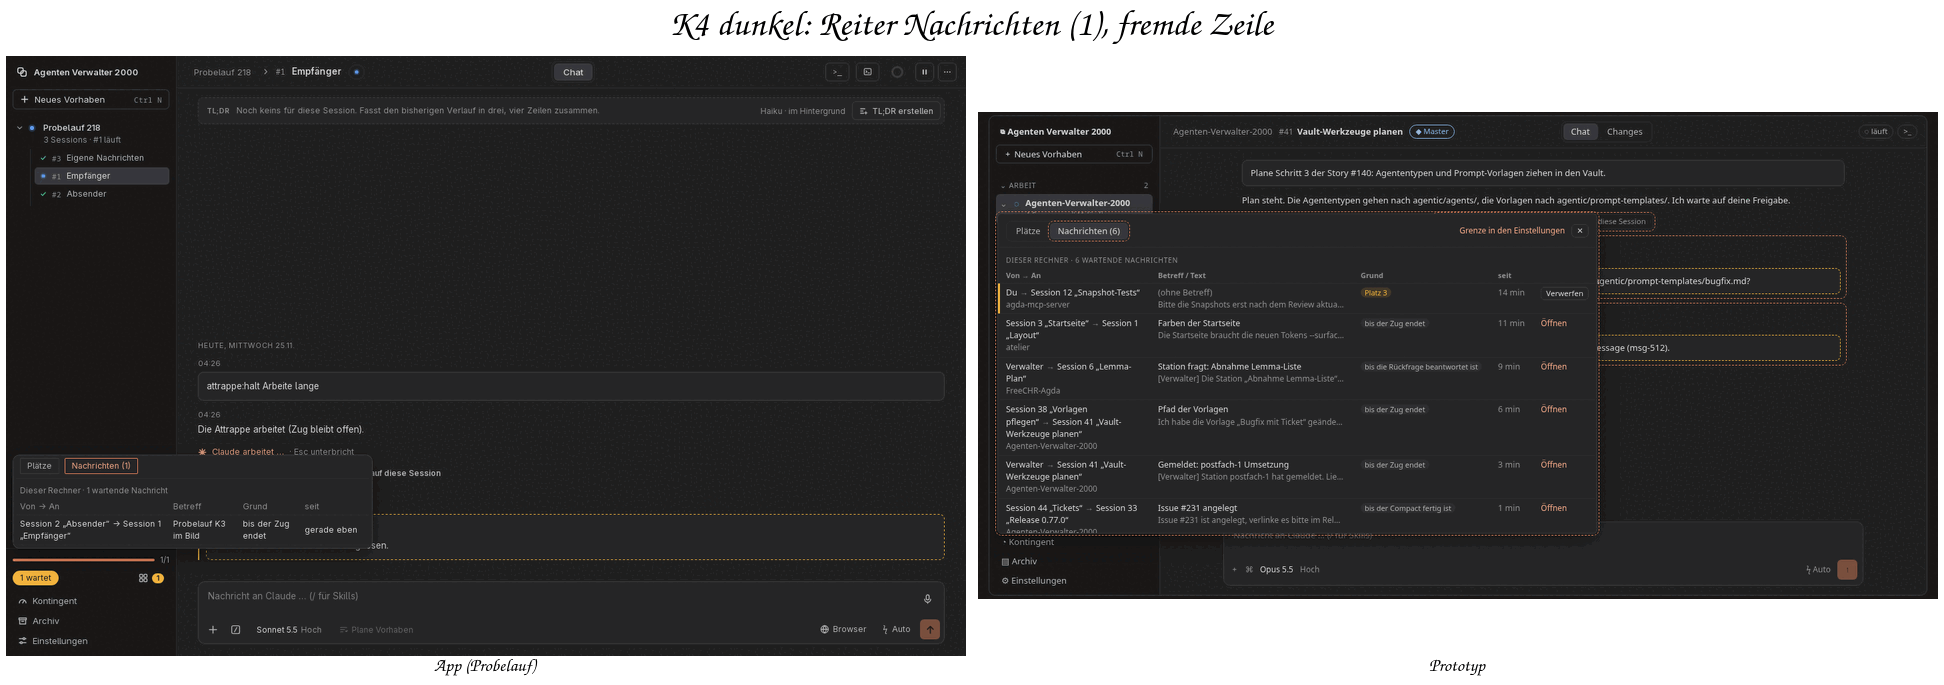 K4 dunkel: Reiter Nachrichten (1), fremde Zeile
Agenten Verwalter 2000
Neues Vorhaben Ctrl N
Probelauf 218
3 Sessions · #1 läuft
#3 Eigene Nachrichten
#1 Empfänger
#2 Absender
Probelauf 218 > #1 Empfänger
Chat
TL;DR Noch keins für diese Session. Fasst den bisherigen Verlauf in drei, vier Zeilen zusammen.
Haiku · im Hintergrund TL;DR erstellen
HEUTE, MITTWOCH 25.11
04:26
attrappe:halt Arbeite lange
04:26
Die Attrappe arbeitet (Zug bleibt offen).
Claude arbeitet … · Esc unterbricht
auf diese Session
Plätze Nachrichten (1)
Dieser Rechner · 1 wartende Nachricht
Von → An Betreff Grund seit
Session 2 „Absender“ → Session 1 „Empfänger“
Probelauf K3 im Bild
bis der Zug endet
gerade eben
1/1
1 wartet
1
Kontingent
Archiv
Einstellungen
Nachricht an Claude … (/ für Skills)
Sonnet 5.5 Hoch Plane Vorhaben
Browser Auto
App (Probelauf)
Agenten Verwalter 2000
+ Neues Vorhaben Ctrl N
ARBEIT 2
Agenten-Verwalter-2000
Agenten-Verwalter-2000 #41 Vault-Werkzeuge planen ◆ Master
Chat Changes
läuft >_
Plane Schritt 3 der Story #140: Agententypen und Prompt-Vorlagen ziehen in den Vault.
Plan steht. Die Agententypen gehen nach agentic/agents/, die Vorlagen nach agentic/prompt-templates/. Ich warte auf deine Freigabe.
diese Session
gentic/prompt-templates/bugfix.md?
essage (msg-512).
Plätze Nachrichten (6)
Grenze in den Einstellungen ×
DIESER RECHNER · 6 WARTENDE NACHRICHTEN
Von → An Betreff / Text Grund seit
Du → Session 12 „Snapshot-Tests“
agda-mcp-server
(ohne Betreff)
Bitte die Snapshots erst nach dem Review aktua…
Platz 3
14 min
Verwerfen
Session 3 „Startseite“ → Session 1 „Layout“
atelier
Farben der Startseite
Die Startseite braucht die neuen Tokens --surfac…
bis der Zug endet
11 min
Öffnen
Verwalter → Session 6 „Lemma-Plan“
FreeCHR-Agda
Station fragt: Abnahme Lemma-Liste
[Verwalter] Die Station „Abnahme Lemma-Liste“…
bis die Rückfrage beantwortet ist
9 min
Öffnen
Session 38 „Vorlagen pflegen“ → Session 41 „Vault-Werkzeuge planen“
Agenten-Verwalter-2000
Pfad der Vorlagen
Ich habe die Vorlage „Bugfix mit Ticket“ geände…
bis der Zug endet
6 min
Öffnen
Verwalter → Session 41 „Vault-Werkzeuge planen“
Agenten-Verwalter-2000
Gemeldet: postfach-1 Umsetzung
[Verwalter] Station postfach-1 hat gemeldet. Lie…
bis der Zug endet
3 min
Öffnen
Session 44 „Tickets“ → Session 33 „Release 0.77.0“
Agenten-Verwalter-2000
Issue #231 angelegt
Issue #231 ist angelegt, verlinke es bitte im Rel…
bis der Compact fertig ist
1 min
Öffnen
Kontingent
Archiv
Einstellungen
Nachricht an Claude … (/ für Skills)
+ ⌘ Opus 5.5 Hoch
Auto
Prototyp